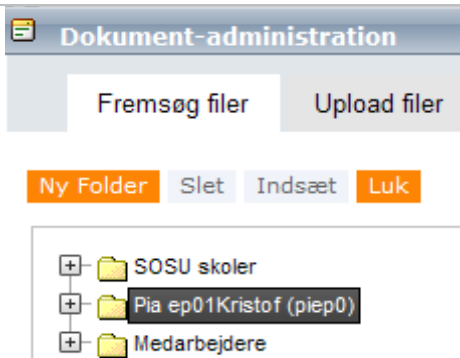 Dokument-administration
Fremsøg filer Upload filer
Ny Folder Slet Indsæt Luk
SOSU skoler
Pia ep01Kristof (piep0)
Medarbejdere